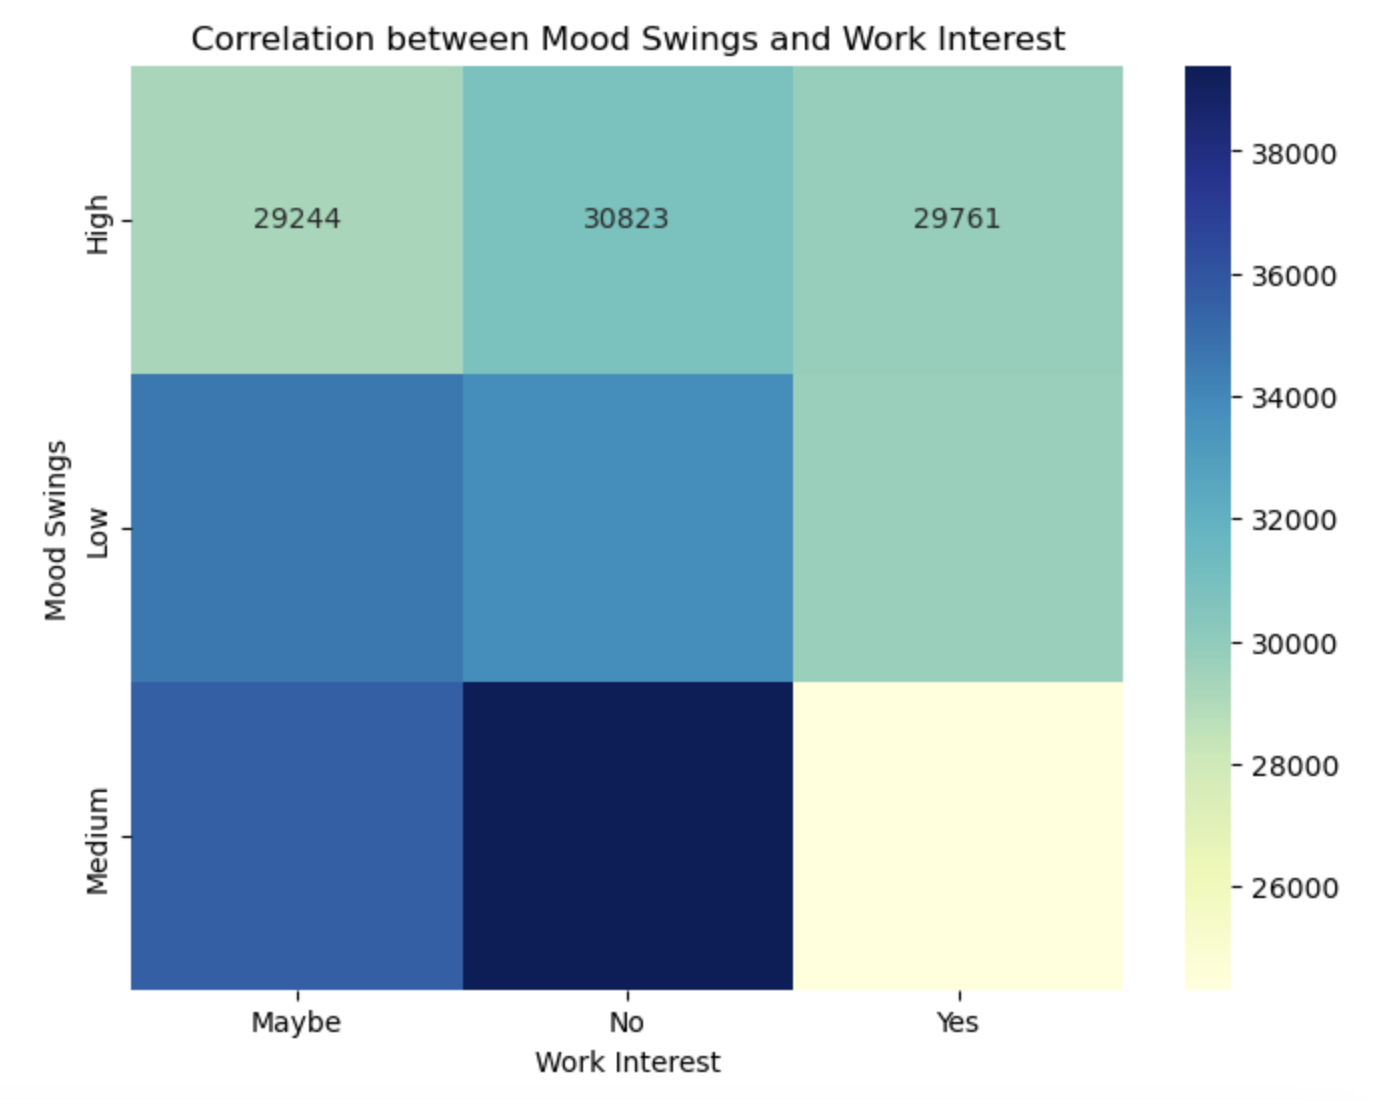 Correlation between Mood Swings and Work Interest
High
29244
30823
29761
Low
Medium
Mood Swings
Maybe
No
Yes
Work Interest
38000
36000
34000
32000
30000
28000
26000